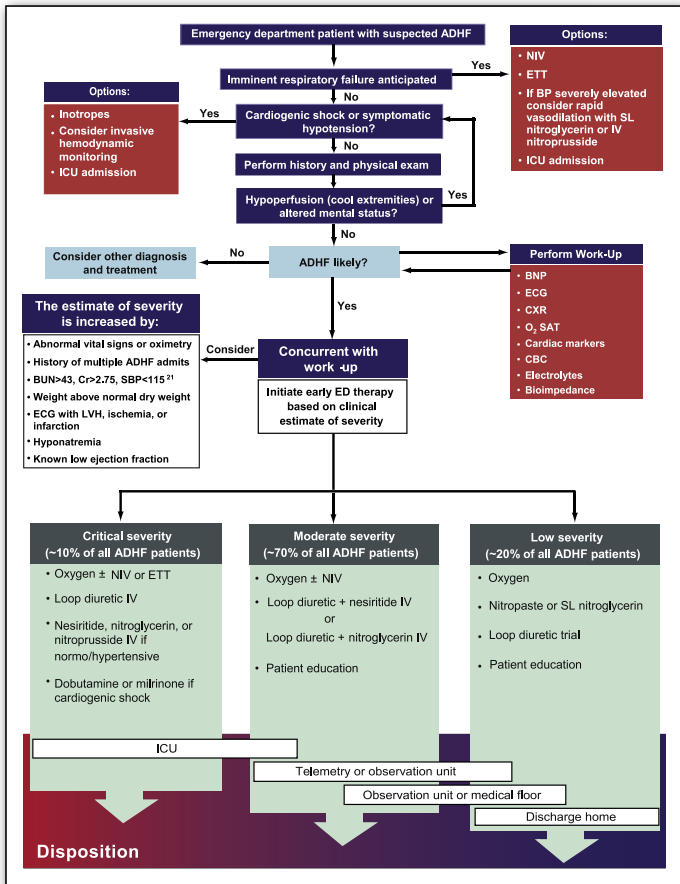 Emergency department patient with suspected ADHF
Options:
• NIV
• ETT
• If BP severely elevated
consider rapid
vasodilation with SL
nitroglycerin or IV
nitroprusside
• ICU admission
Yes
Imminent respiratory failure anticipated
No
Options:
• Inotropes
• Consider invasive
hemodynamic
monitoring
• ICU admission
Yes
Cardiogenic shock or symptomatic
hypotension?
No
Perform history and physical exam
Yes
Hypoperfusion (cool extremities) or
altered mental status?
No
Consider other diagnosis
and treatment
No
ADHF likely?
Perform Work-Up
• BNP
• ECG
• CXR
• O2 SAT
• Cardiac markers
• CBC
• Electrolytes
• Bioimpedance
Yes
The estimate of severity
is increased by:
• Abnormal vital signs or oximetry
• History of multiple ADHF admits
• BUN>43, Cr>2.75, SBP<115 21
• Weight above normal dry weight
• ECG with LVH, ischemia, or
infarction
• Hyponatremia
• Known low ejection fraction
Consider
Concurrent with
work -up
Initiate early ED therapy
based on clinical
estimate of severity
Critical severity
(~10% of all ADHF patients)
• Oxygen ± NIV or ETT
• Loop diuretic IV
• Nesiritide, nitroglycerin, or
nitroprusside IV if
normo/hypertensive
• Dobutamine or milrinone if
cardiogenic shock
Moderate severity
(~70% of all ADHF patients)
• Oxygen ± NIV
• Loop diuretic + nesiritide IV
or
Loop diuretic + nitroglycerin IV
• Patient education
Low severity
(~20% of all ADHF patients)
• Oxygen
• Nitropaste or SL nitroglycerin
• Loop diuretic trial
• Patient education
ICU
Telemetry or observation unit
Observation unit or medical floor
Discharge home
Disposition